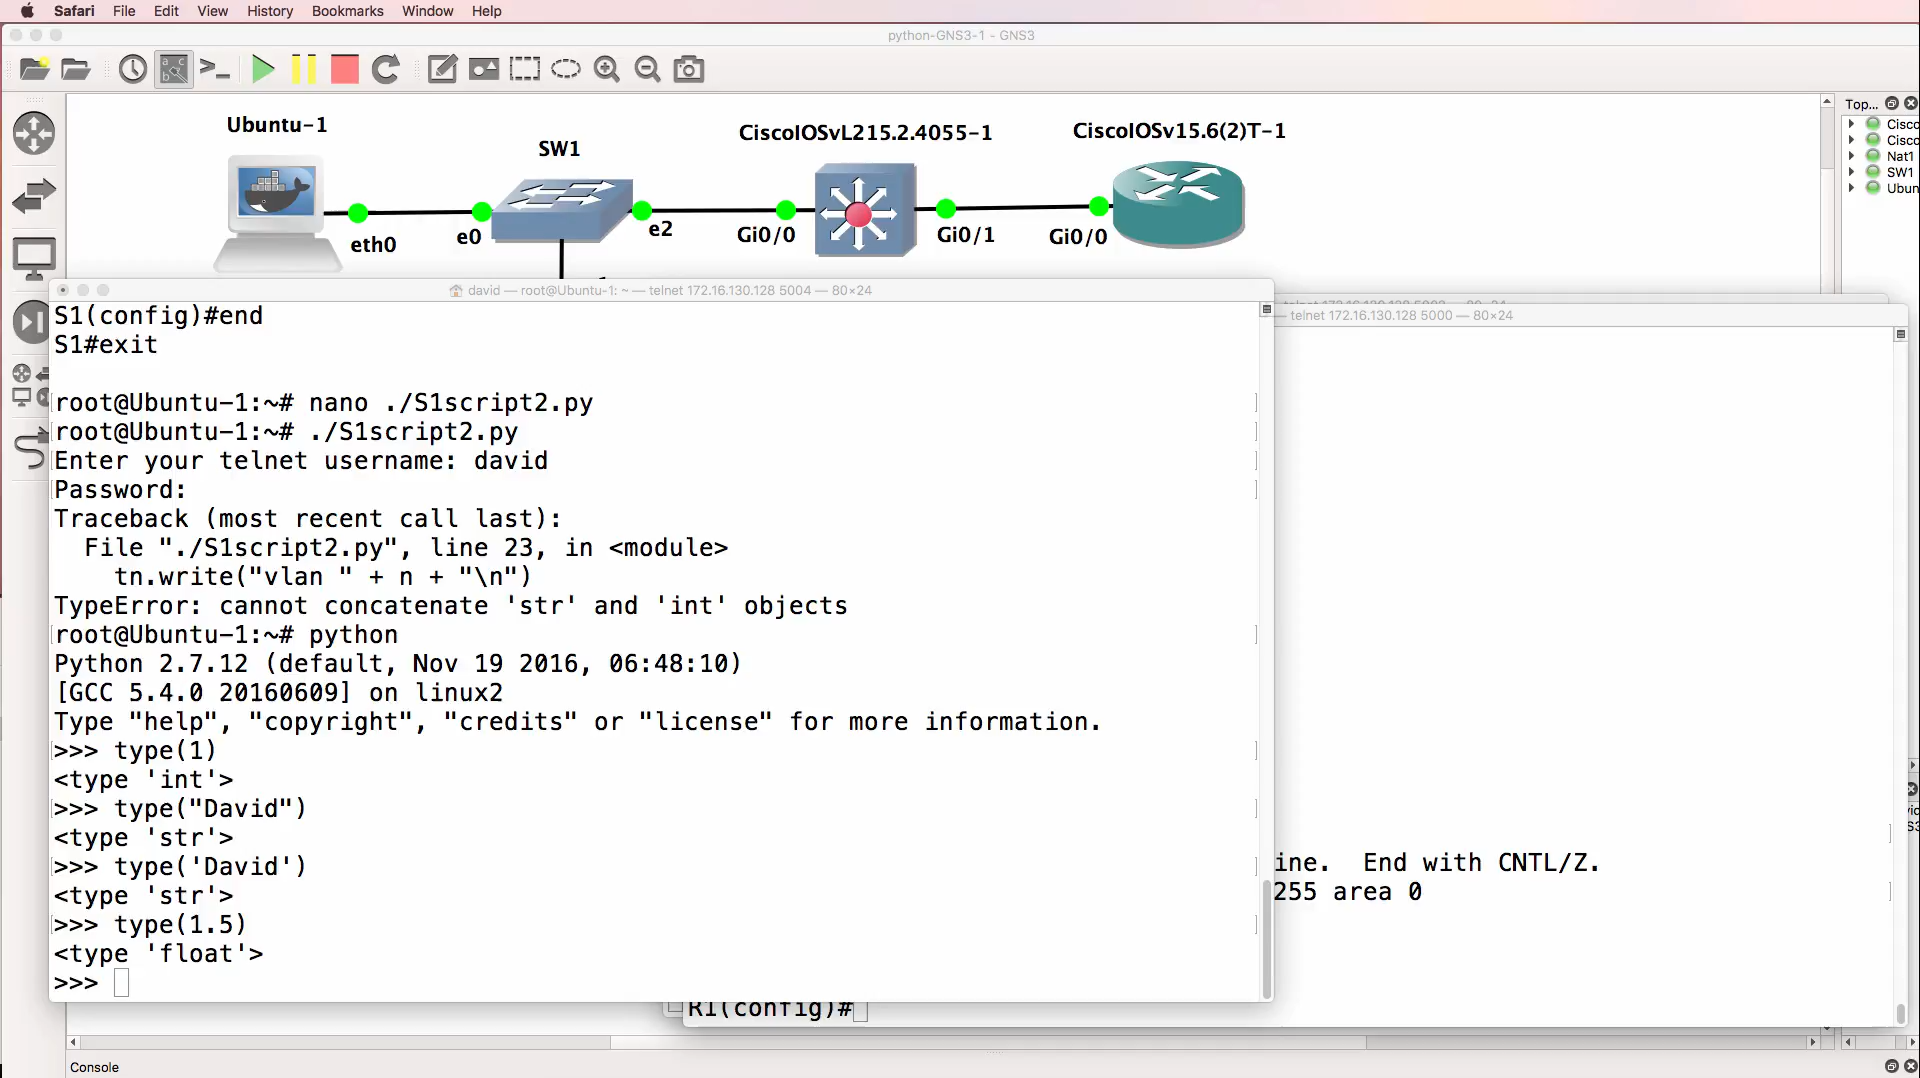 Safari File Edit View History Bookmarks Window Help
python-GNS3-1 - GNS3
Ubuntu-1
SW1
CiscoIOSvL215.2.4055-1
CiscoIOSv15.6(2)T-1
eth0
e0
e2
Gi0/0
Gi0/1
Gi0/0
Top...
Cisco
Cisco
Nat1
SW1
Ubun
david — root@Ubuntu-1: ~ — telnet 172.16.130.128 5004 — 80×24
S1(config)#end
S1#exit
root@Ubuntu-1:~# nano ./S1script2.py
root@Ubuntu-1:~# ./S1script2.py
Enter your telnet username: david
Password:
Traceback (most recent call last):
  File "./S1script2.py", line 23, in <module>
    tn.write("vlan " + n + "\n")
TypeError: cannot concatenate 'str' and 'int' objects
root@Ubuntu-1:~# python
Python 2.7.12 (default, Nov 19 2016, 06:48:10)
[GCC 5.4.0 20160609] on linux2
Type "help", "copyright", "credits" or "license" for more information.
>>> type(1)
<type 'int'>
>>> type("David")
<type 'str'>
>>> type('David')
<type 'str'>
>>> type(1.5)
<type 'float'>
>>>
— telnet 172.16.130.128 5000 — 80×24
ine.  End with CNTL/Z.
255 area 0
R1(config)#
Console